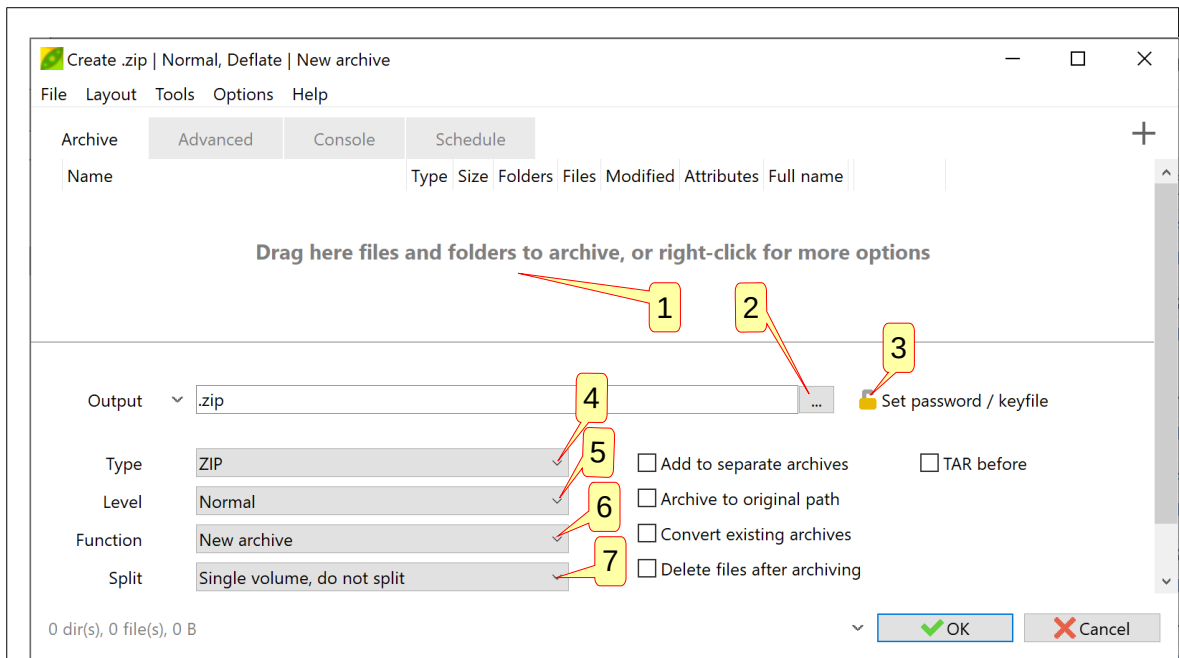 Create .zip | Normal, Deflate | New archive
File Layout Tools Options Help
Archive Advanced Console Schedule
Name Type Size Folders Files Modified Attributes Full name
Drag here files and folders to archive, or right-click for more options
1 2
3
Output .zip ... Set password / keyfile
4
Type ZIP Add to separate archives TAR before
5
Level Normal Archive to original path
6
Function New archive Convert existing archives
7
Split Single volume, do not split Delete files after archiving
0 dir(s), 0 file(s), 0 B OK Cancel